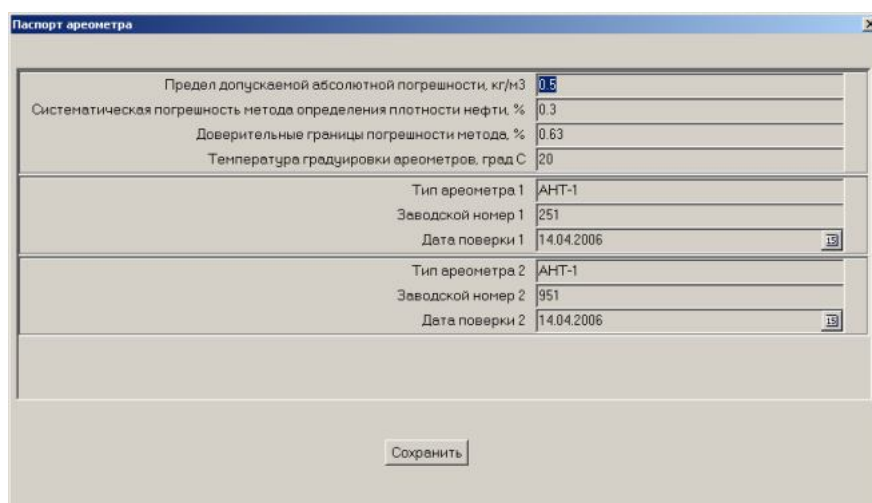 Паспорт ареометра
Предел допускаемой абсолютной погрешности, кг/м3 0.5
Систематическая погрешность метода определения плотности нефти, % 0.3
Доверительные границы погрешности метода, % 0.63
Температура градуировки ареометров, град С 20
Тип ареометра 1 АНТ-1
Заводской номер 1 251
Дата поверки 1 14.04.2006 15
Тип ареометра 2 АНТ-1
Заводской номер 2 951
Дата поверки 2 14.04.2006 15
Сохранить